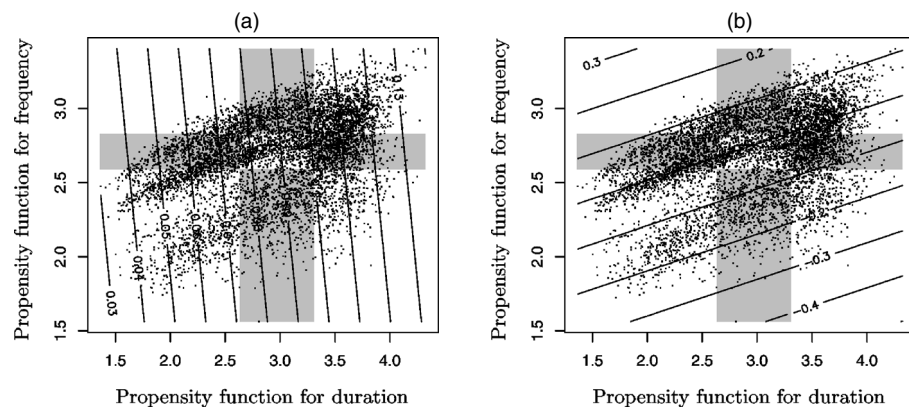 (a)
Propensity function for frequency
3.0
2.5
2.0
1.5
0.03
0.04
0.13
1.5 2.0 2.5 3.0 3.5 4.0
Propensity function for duration
(b)
Propensity function for frequency
3.0
2.5
2.0
1.5
0.3
0.2
−0.3
−0.4
1.5 2.0 2.5 3.0 3.5 4.0
Propensity function for duration